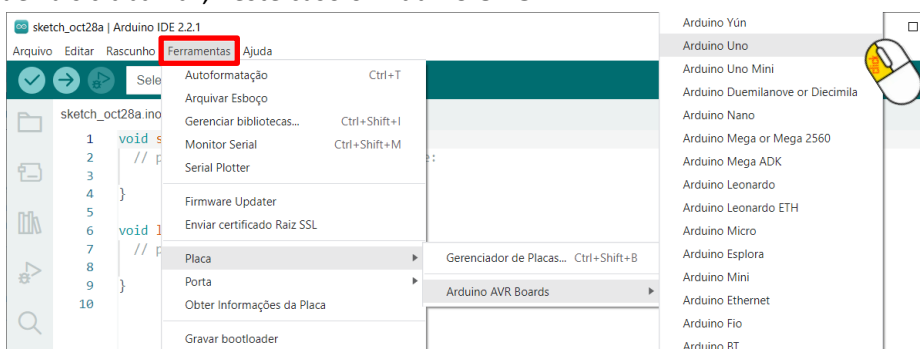 sketch_oct28a | Arduino IDE 2.2.1
Arquivo Editar Rascunho Ferramentas Ajuda
Sele
sketch_oct28a.ino
1 void s
2 // p
3
4 }
5
6 void l
7 // p
8
9 }
10
Autoformatação Ctrl+T
Arquivar Esboço
Gerenciar bibliotecas... Ctrl+Shift+I
Monitor Serial Ctrl+Shift+M
Serial Plotter
Firmware Updater
Enviar certificado Raiz SSL
Placa
Porta
Obter Informações da Placa
Gravar bootloader
Gerenciador de Placas... Ctrl+Shift+B
Arduino AVR Boards
Arduino Yún
Arduino Uno
Arduino Uno Mini
Arduino Duemilanove or Diecimila
Arduino Nano
Arduino Mega or Mega 2560
Arduino Mega ADK
Arduino Leonardo
Arduino Leonardo ETH
Arduino Micro
Arduino Esplora
Arduino Mini
Arduino Ethernet
Arduino Fio
Arduino BT
click